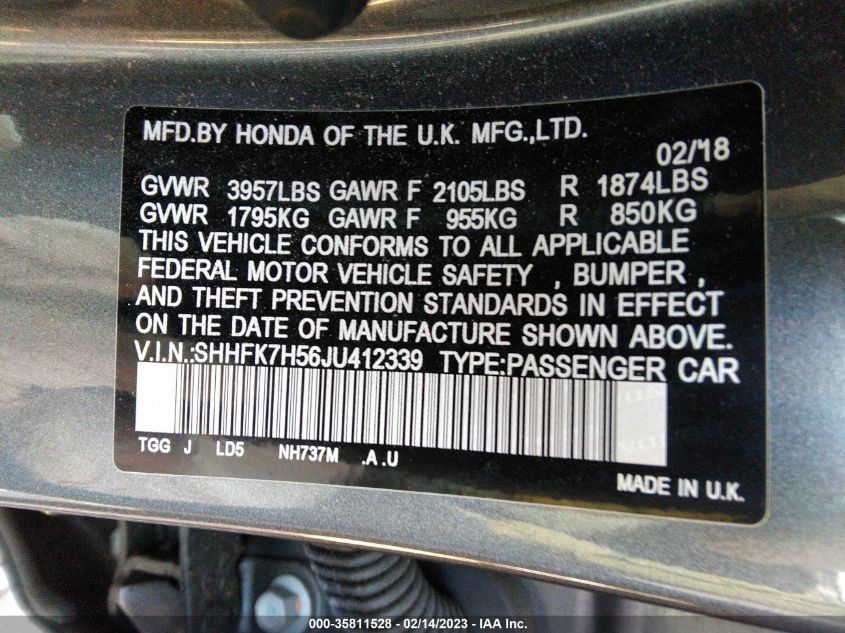 MFD.BY HONDA OF THE U.K. MFG.,LTD.
02/18
GVWR 3957LBS GAWR F 2105LBS R 1874LBS
GVWR 1795KG GAWR F 955KG R 850KG
THIS VEHICLE CONFORMS TO ALL APPLICABLE
FEDERAL MOTOR VEHICLE SAFETY , BUMPER ,
AND THEFT PREVENTION STANDARDS IN EFFECT
ON THE DATE OF MANUFACTURE SHOWN ABOVE.
V.I.N.:SHHFK7H56JU412339 TYPE:PASSENGER CAR
TGG J LD5 NH737M .A.U
MADE IN U.K.
000-35811528 - 02/14/2023 - IAA Inc.